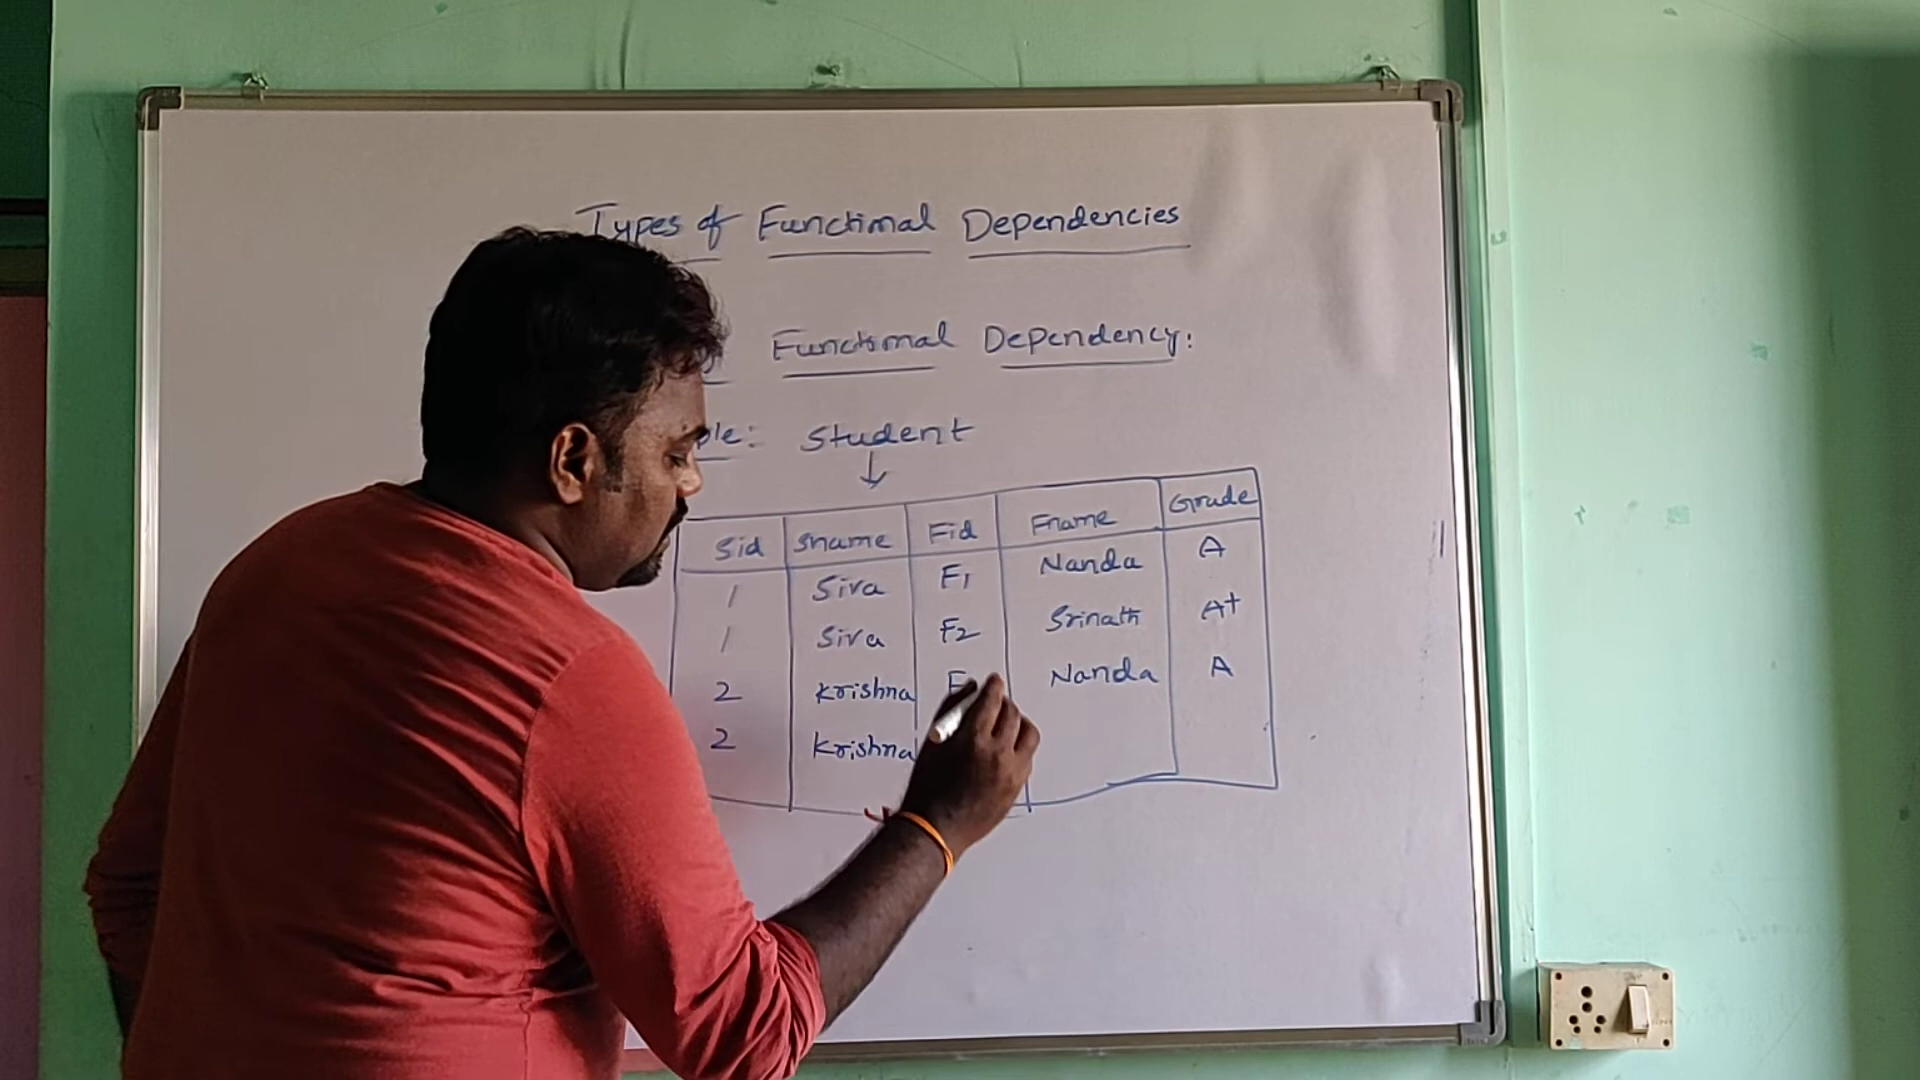 Types of Functional Dependencies
Functional Dependency:
Student
Sid Sname Fid Fname Grade
1 Siva F1 Nanda A
1 Siva F2 Srinath A+
2 Krishna Nanda A
2 Krishna